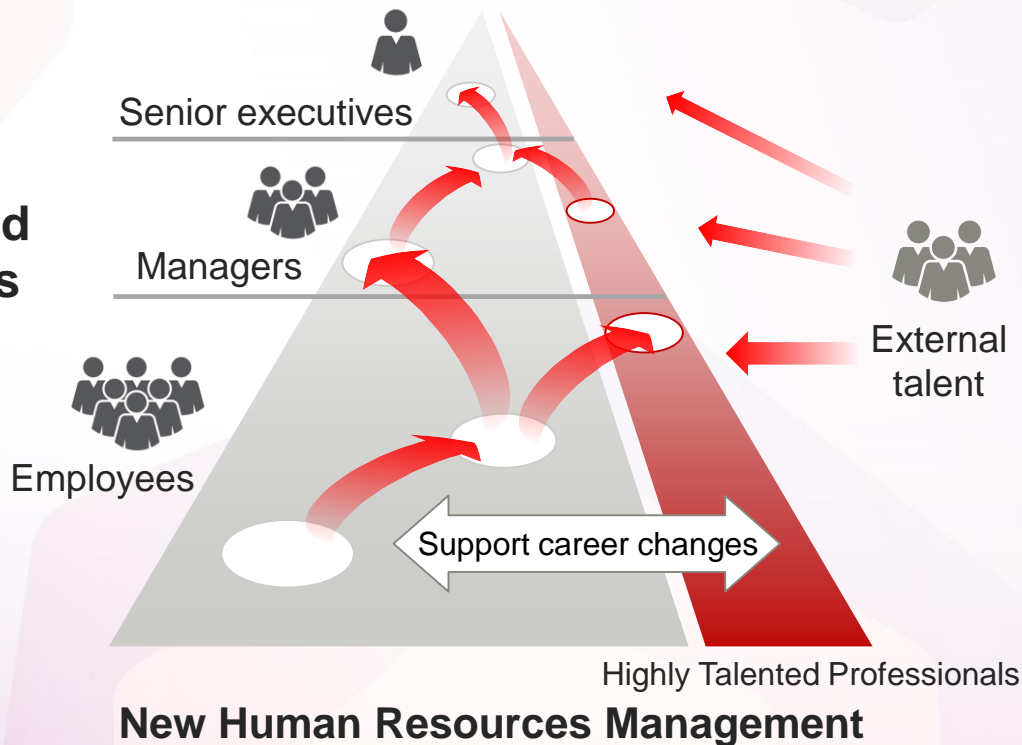 Senior executives
d
s
Managers
External
talent
Employees
Support career changes
Highly Talented Professionals
New Human Resources Management